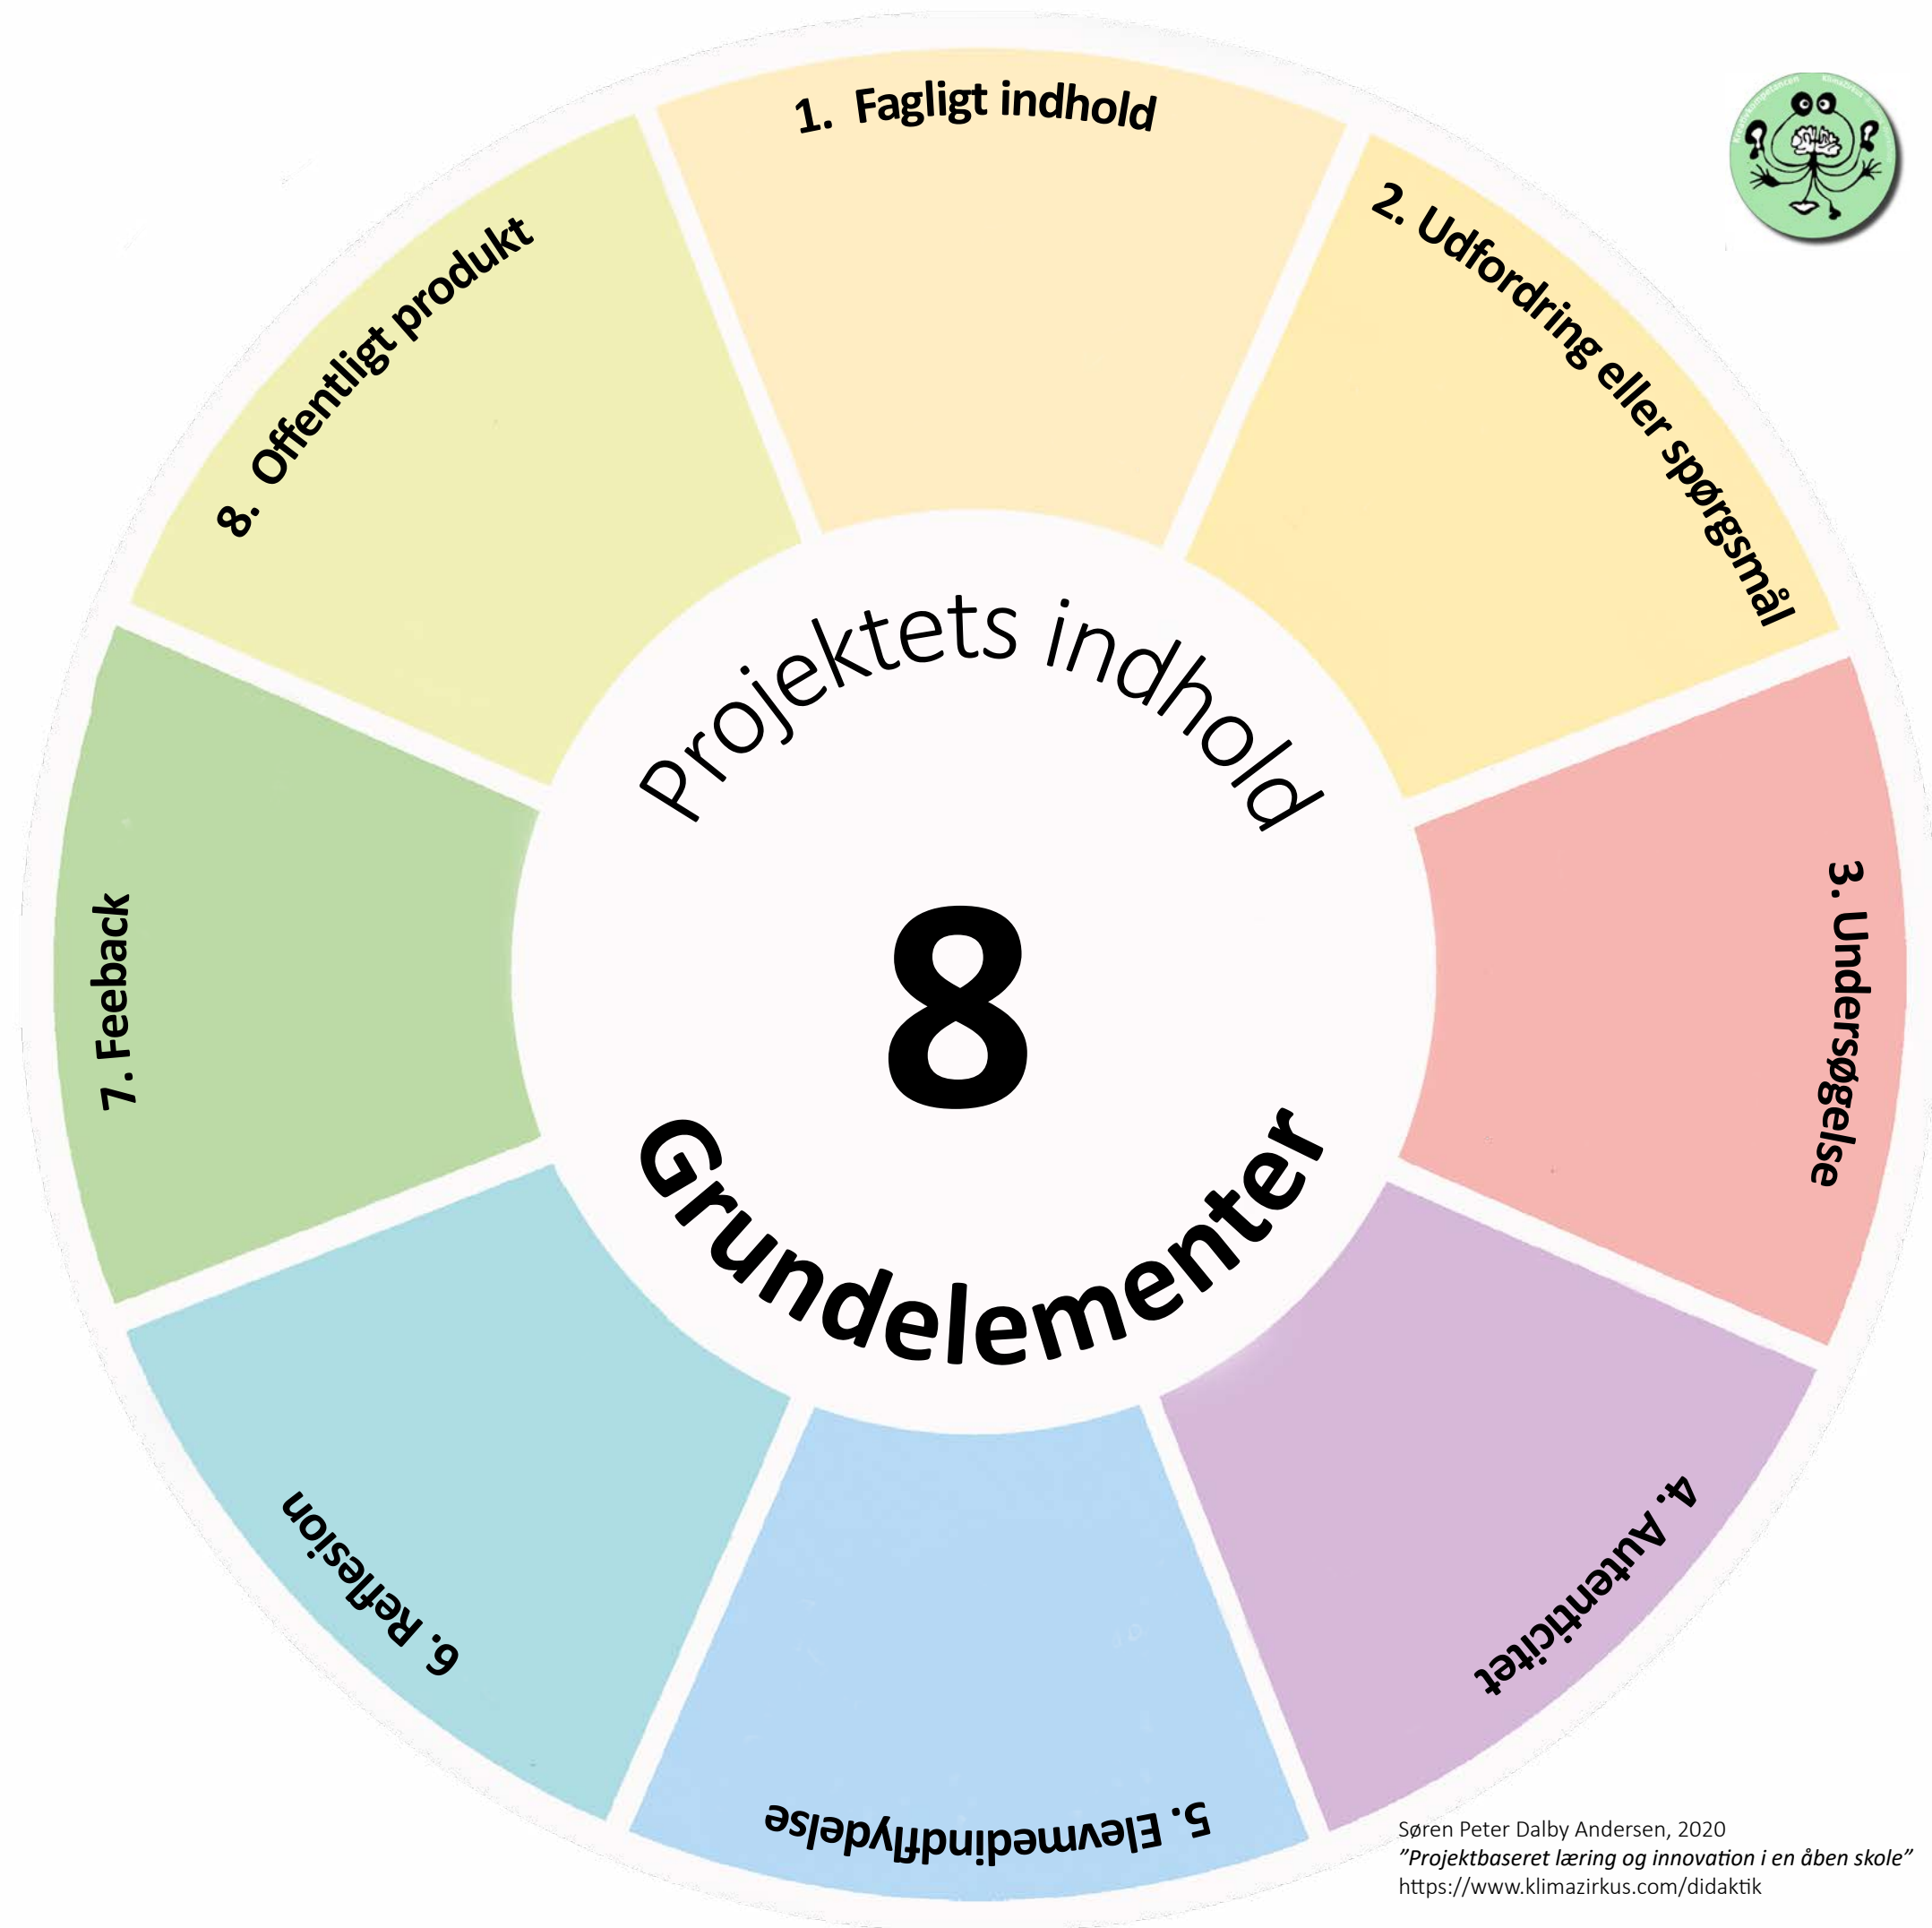 1. Fagligt indhold
2. Udfordring eller spørgsmål
3. Undersøgelse
4. Autenticitet
5. Elevmedindflydelse
6. Reflesion
7. Feeback
8. Offentligt produkt
Projektets indhold
8
Grundelementer
Søren Peter Dalby Andersen, 2020
”Projektbaseret læring og innovation i en åben skole”
https://www.klimazirkus.com/didaktik